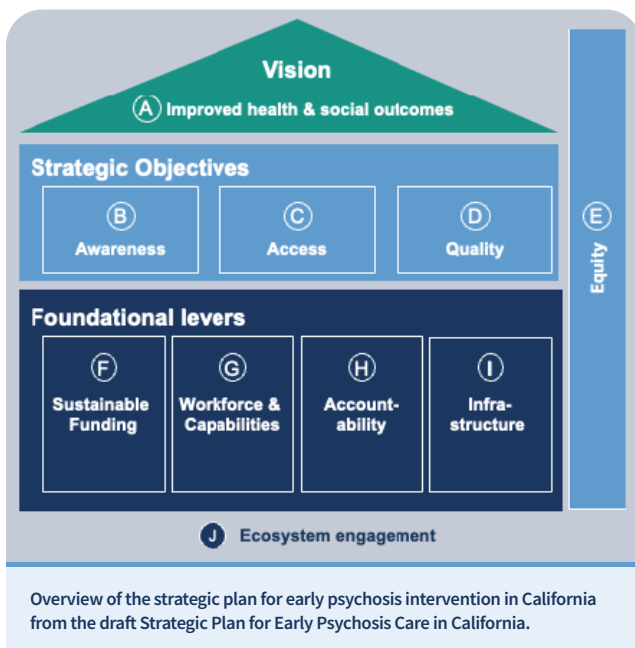 Vision
A Improved health & social outcomes
Strategic Objectives
B
Awareness
C
Access
D
Quality
E
Equity
Foundational levers
F
Sustainable
Funding
G
Workforce &
Capabilities
H
Account-
ability
I
Infra-
structure
J Ecosystem engagement
Overview of the strategic plan for early psychosis intervention in California
from the draft Strategic Plan for Early Psychosis Care in California.